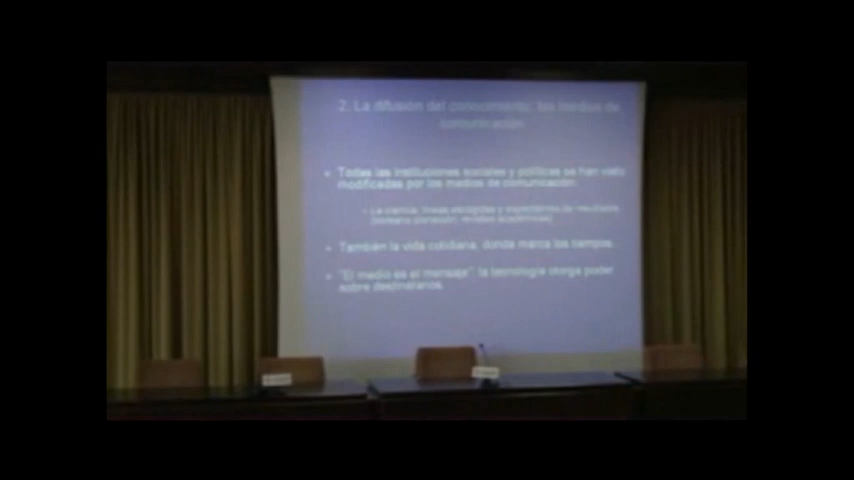 2. La difusión del conocimiento: los medios de
comunicación
Todas las instituciones sociales y políticas se han visto
modificadas por los medios de comunicación:
La ciencia:
También la vida cotidiana, donde marca los tiempos.
"El medio es el mensaje": la tecnología otorga poder
sobre destinatarios.